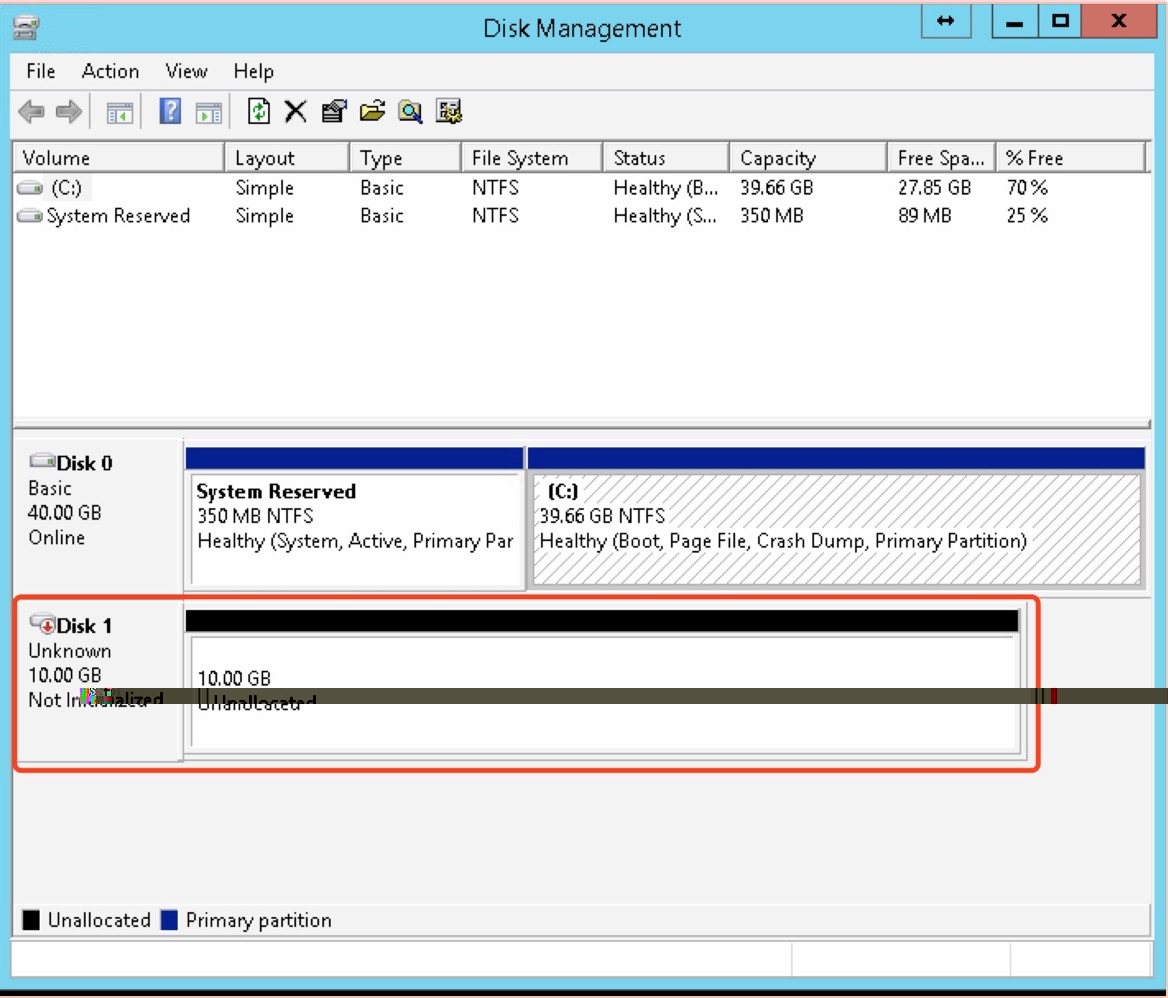 Disk Management
File Action View Help
Volume Layout Type File System Status Capacity Free Spa... % Free
(C:) Simple Basic NTFS Healthy (B... 39.66 GB 27.85 GB 70 %
System Reserved Simple Basic NTFS Healthy (S... 350 MB 89 MB 25 %
Disk 0
Basic
40.00 GB
Online
System Reserved
350 MB NTFS
Healthy (System, Active, Primary Par
(C:)
39.66 GB NTFS
Healthy (Boot, Page File, Crash Dump, Primary Partition)
Disk 1
Unknown
10.00 GB
Not Initialized
10.00 GB
Unallocated
Unallocated Primary partition